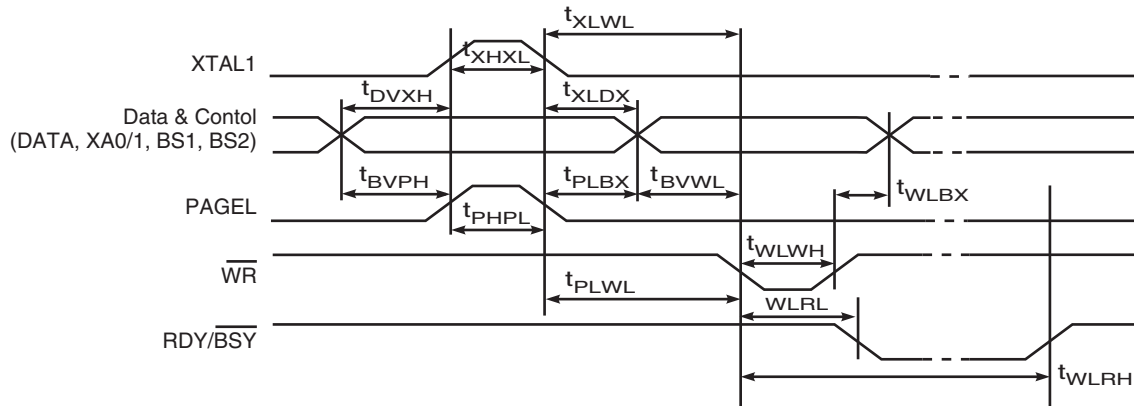 tXLWL
XTAL1
tXHXL
tDVXH
tXLDX
Data & Contol
(DATA, XA0/1, BS1, BS2)
tBVPH
tPLBX
tBVWL
tWLBX
PAGEL
tPHPL
WR
tWLWH
tPLWL
WLRL
RDY/BSY
tWLRH